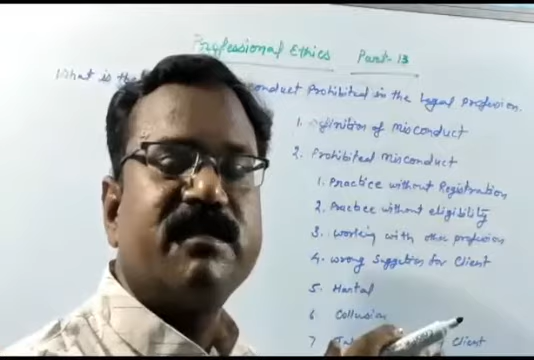 Professional Ethics Part-13
What is the conduct Prohibited in the Legal Profession.
1. Definition of misconduct
2. Prohibited Misconduct
1. Practice without Registration
2. Practice without eligibility
3. working with other profession
4. wrong Suggetion for Client
5.
6 Collusion
7 Client